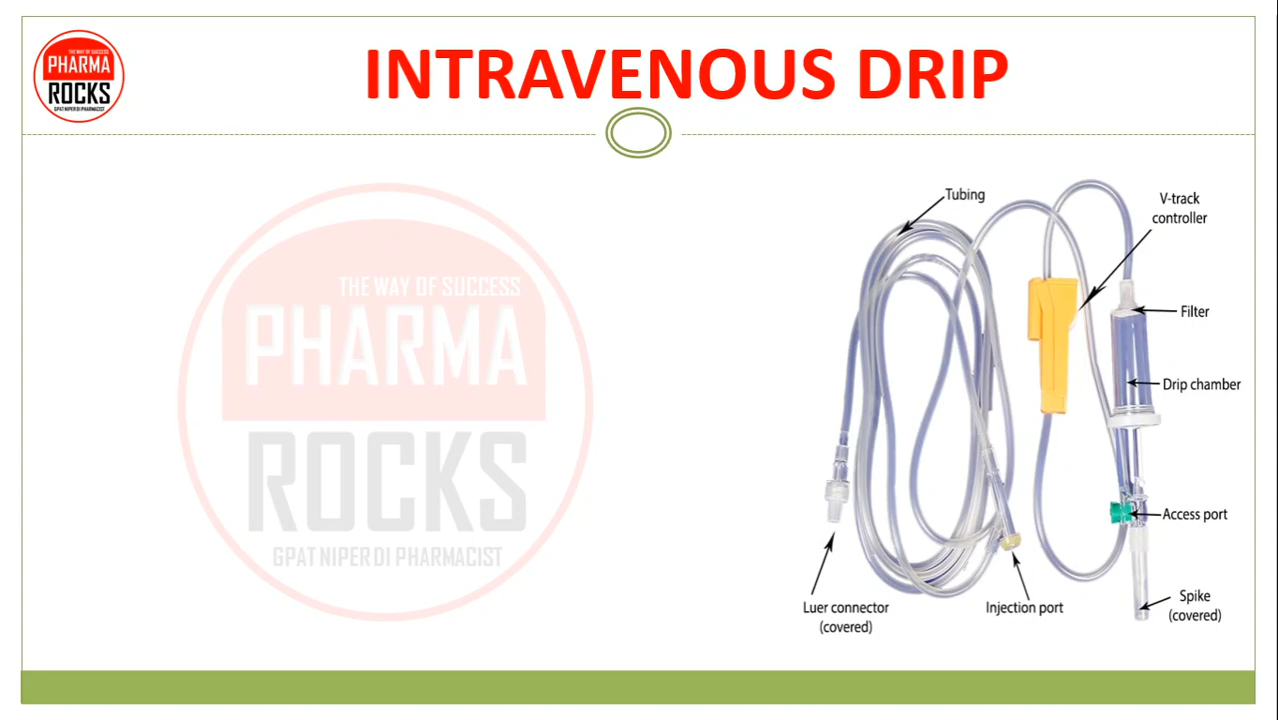 THE WAY OF SUCCESS
PHARMA
ROCKS
GPAT NIPER DI PHARMACIST
INTRAVENOUS DRIP
THE WAY OF SUCCESS
PHARMA
ROCKS
GPAT NIPER DI PHARMACIST
Tubing
V-track
controller
Filter
Drip chamber
Access port
Spike
(covered)
Injection port
Luer connector
(covered)